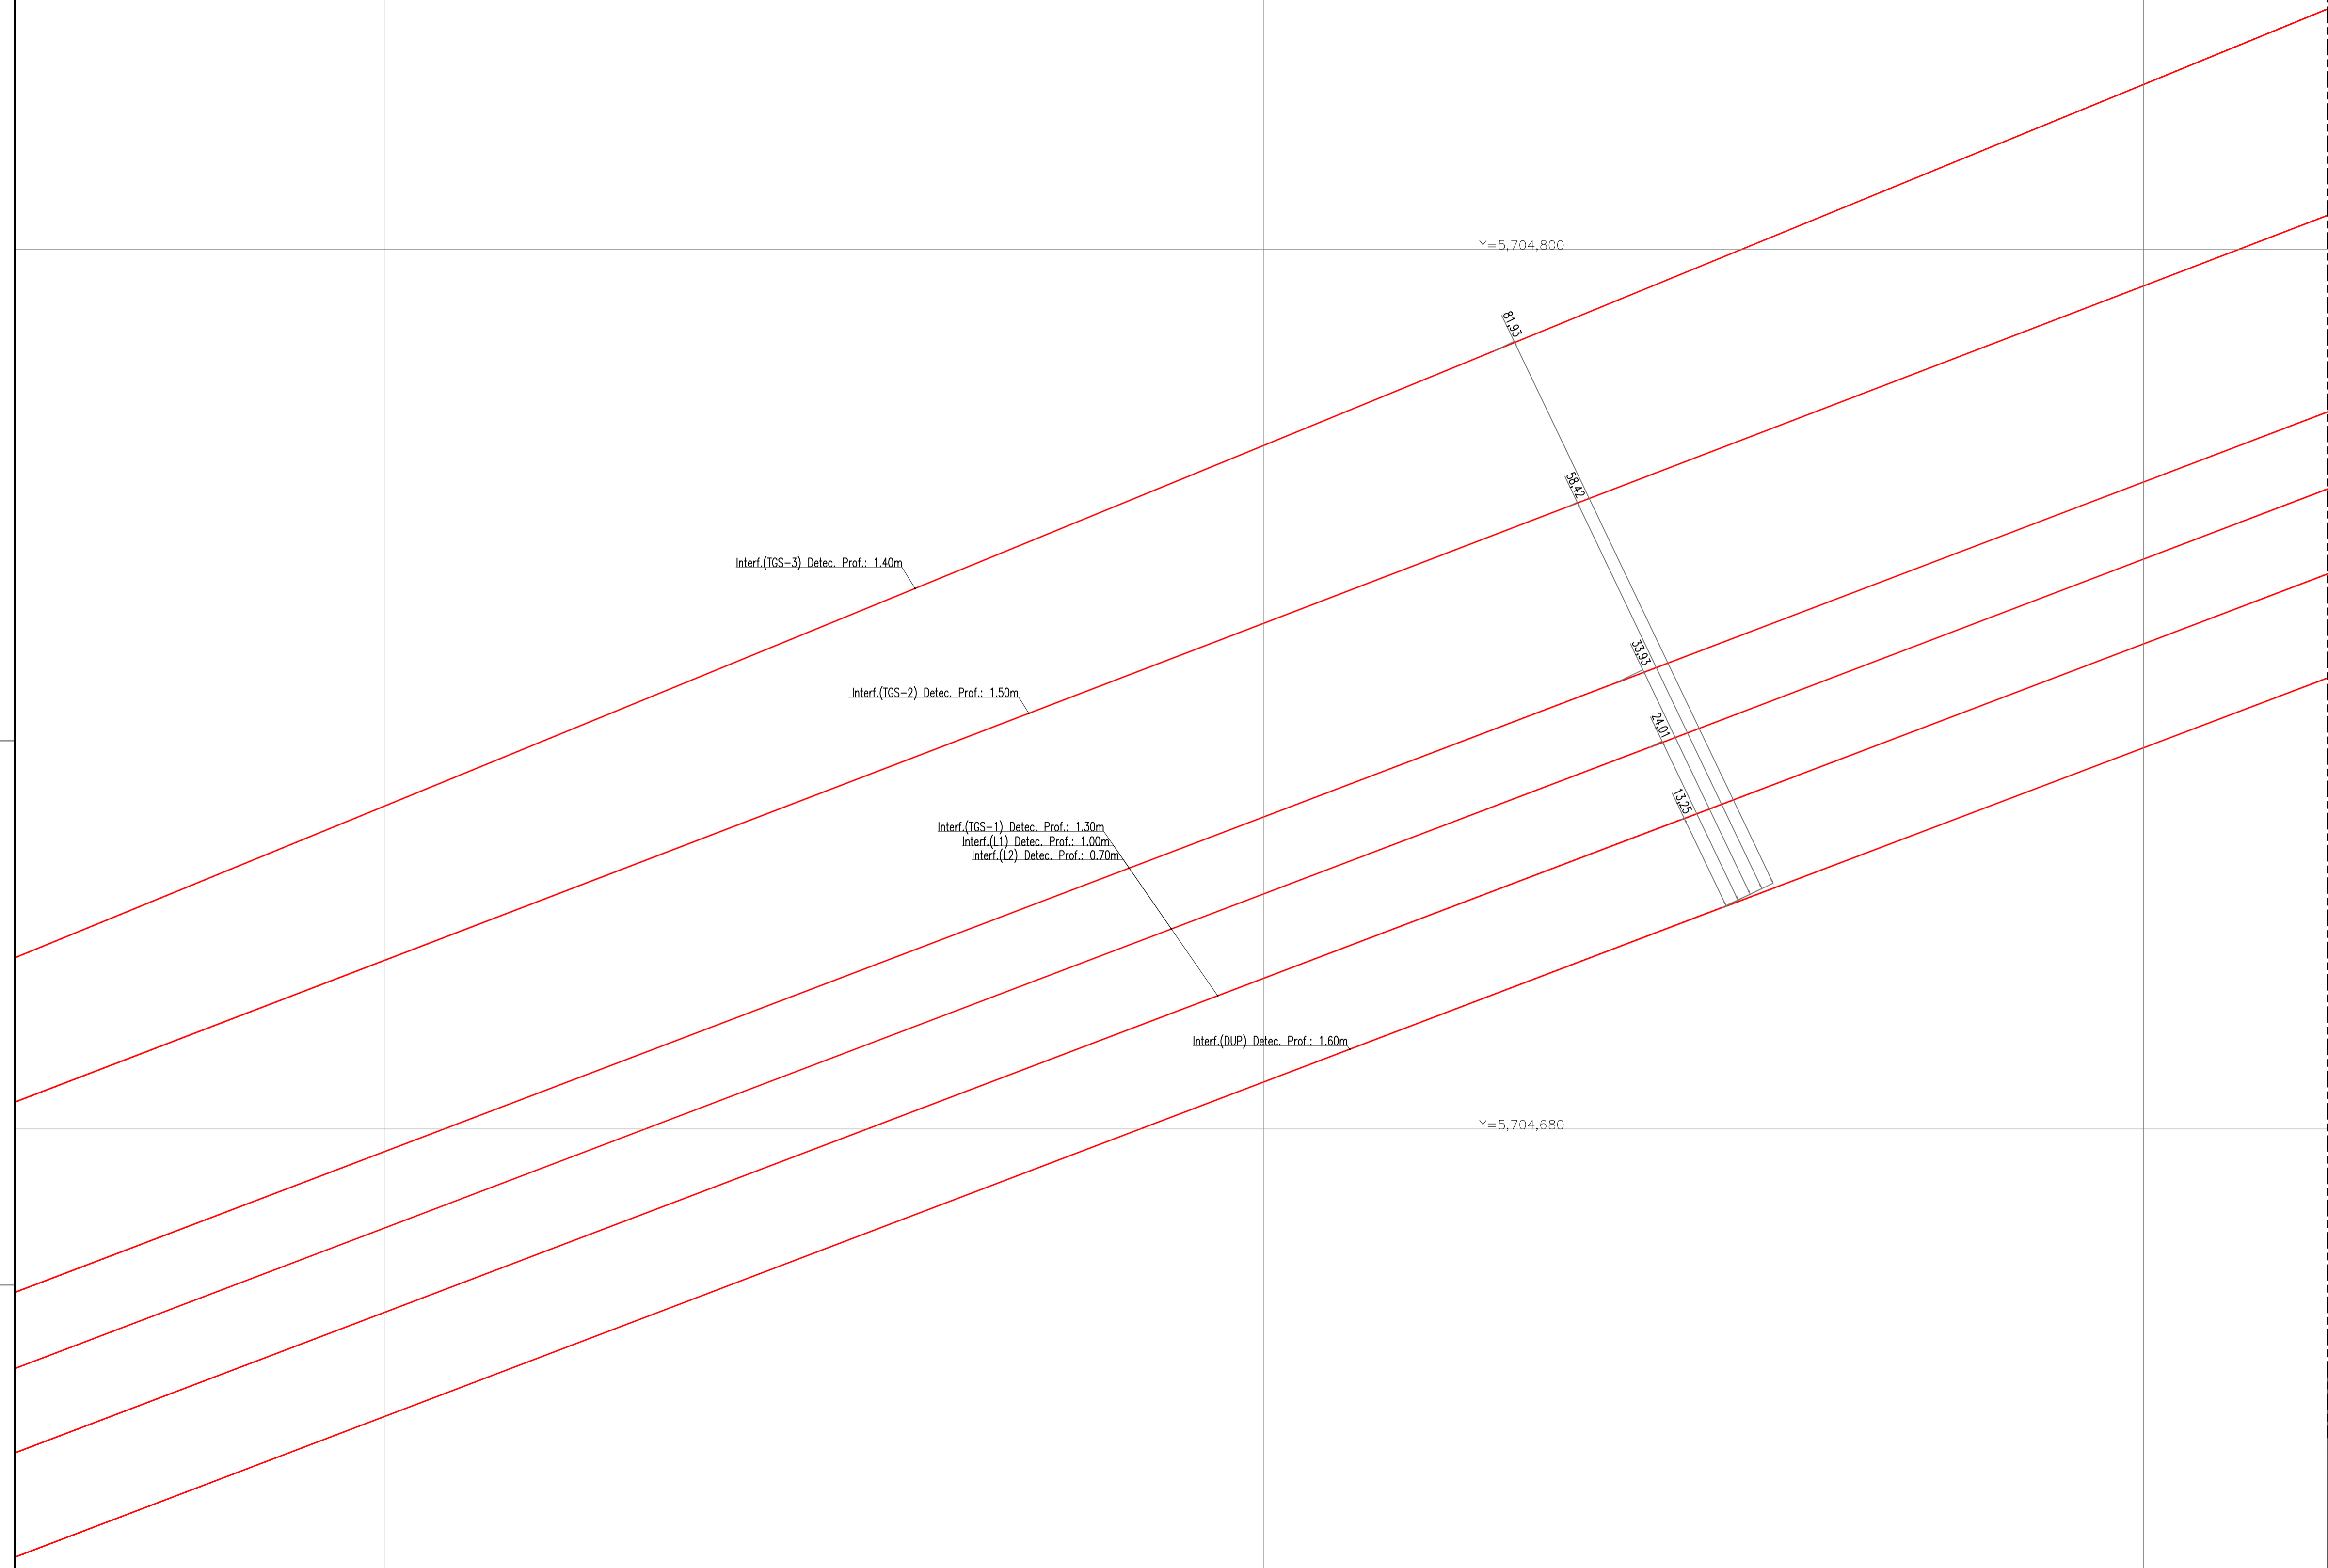 Y=5,704,800
81,93
58,42
Interf.(TGS-3) Detec. Prof.: 1.40m
33,93
Interf.(TGS-2) Detec. Prof.: 1.50m
24,01
13,25
Interf.(TGS-1) Detec. Prof.: 1.30m
Interf.(L1) Detec. Prof.: 1.00m
Interf.(L2) Detec. Prof.: 0.70m
Interf.(DUP) Detec. Prof.: 1.60m
Y=5,704,680